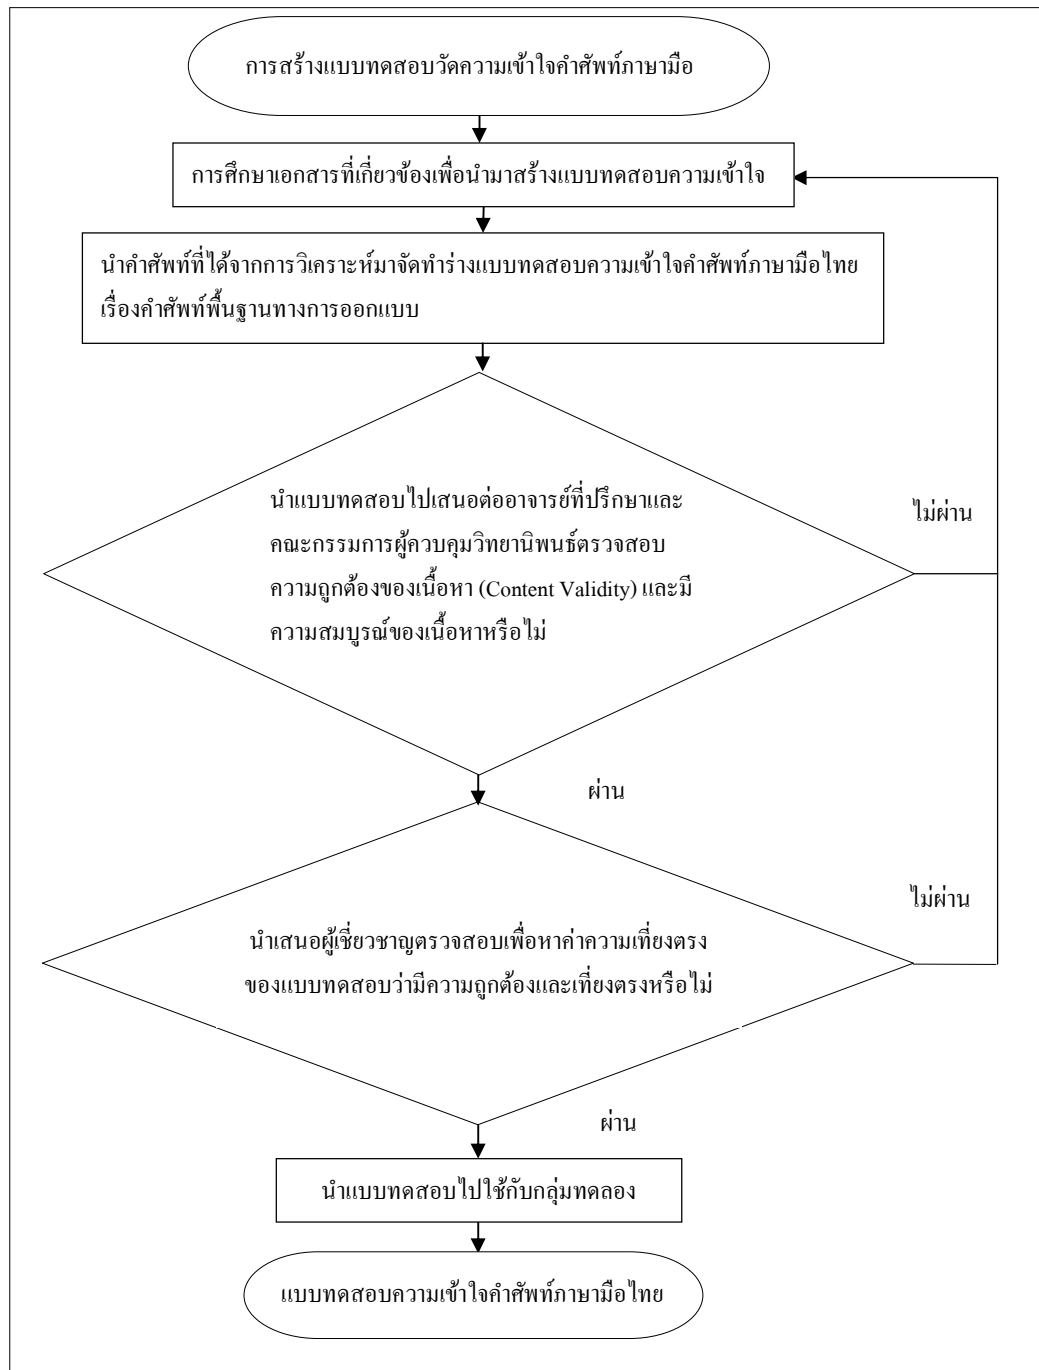 การสร้างแบบทดสอบวัดความเข้าใจคำศัพท์ภาษามือ
การศึกษาเอกสารที่เกี่ยวข้องเพื่อนำมาสร้างแบบทดสอบความเข้าใจ
นำคำศัพท์ที่ได้จากการวิเคราะห์มาจัดทำร่างแบบทดสอบความเข้าใจคำศัพท์ภาษามือไทย
เรื่องคำศัพท์พื้นฐานทางการออกแบบ
นำแบบทดสอบไปเสนอต่ออาจารย์ที่ปรึกษาและ
คณะกรรมการผู้ควบคุมวิทยานิพนธ์ตรวจสอบ
ความถูกต้องของเนื้อหา (Content Validity) และมี
ความสมบูรณ์ของเนื้อหาหรือไม่
ไม่ผ่าน
ผ่าน
นำเสนอผู้เชี่ยวชาญตรวจสอบเพื่อหาค่าความเที่ยงตรง
ของแบบทดสอบว่ามีความถูกต้องและเที่ยงตรงหรือไม่
ไม่ผ่าน
ผ่าน
นำแบบทดสอบไปใช้กับกลุ่มทดลอง
แบบทดสอบความเข้าใจคำศัพท์ภาษามือไทย